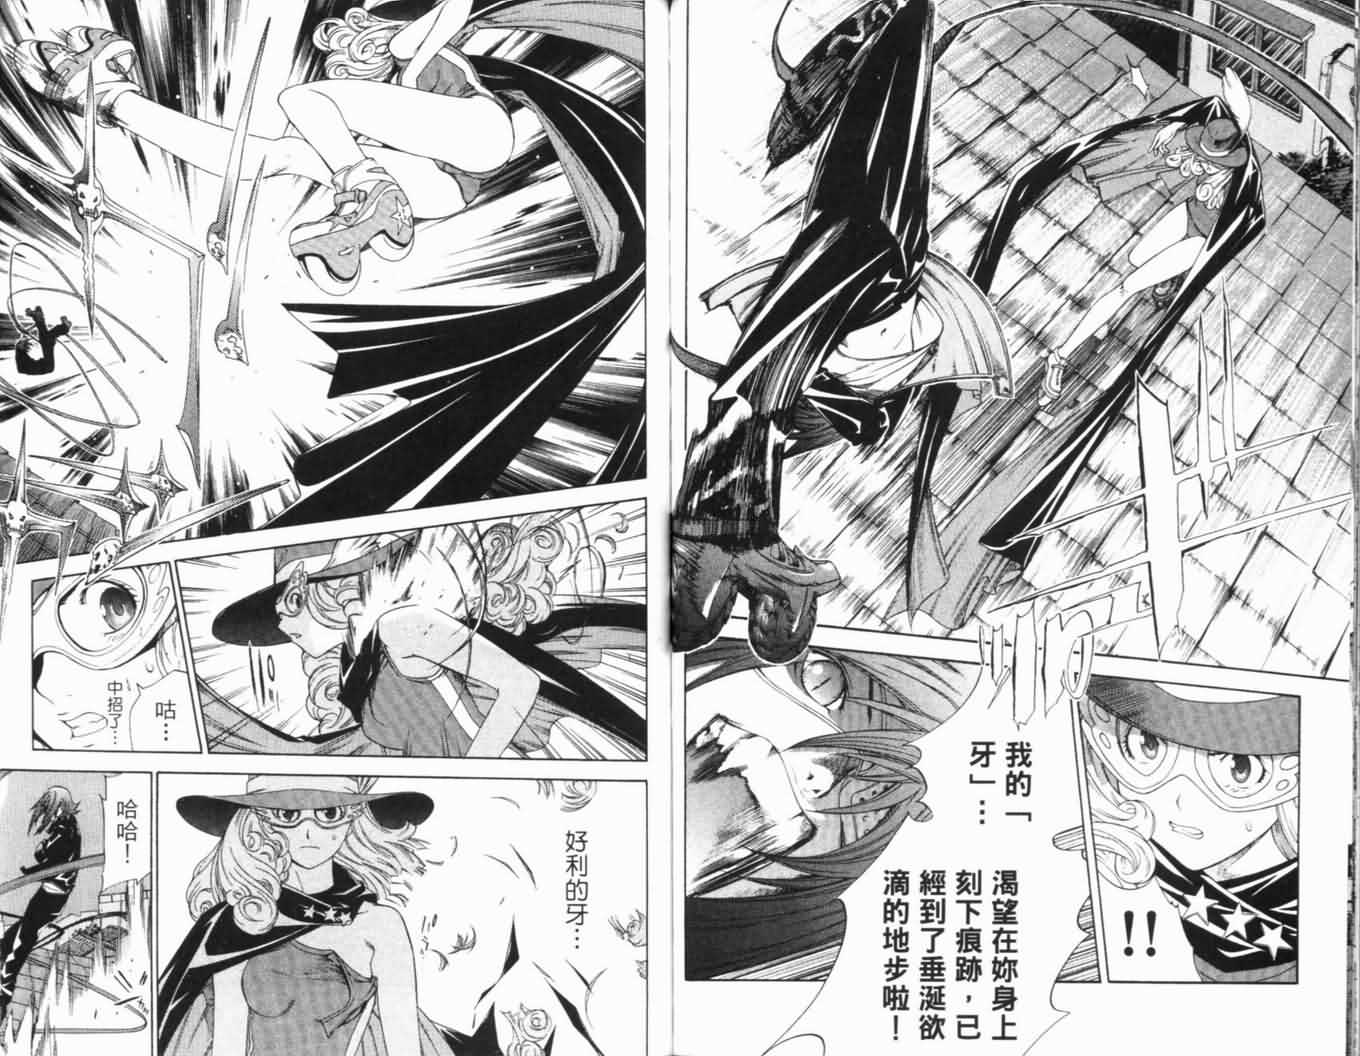 我的「
牙」…
渴望在妳身上
刻下痕跡，已
經到了垂涎欲
滴的地步啦！
!!
咕…
中招了…
好利的牙…
哈哈！